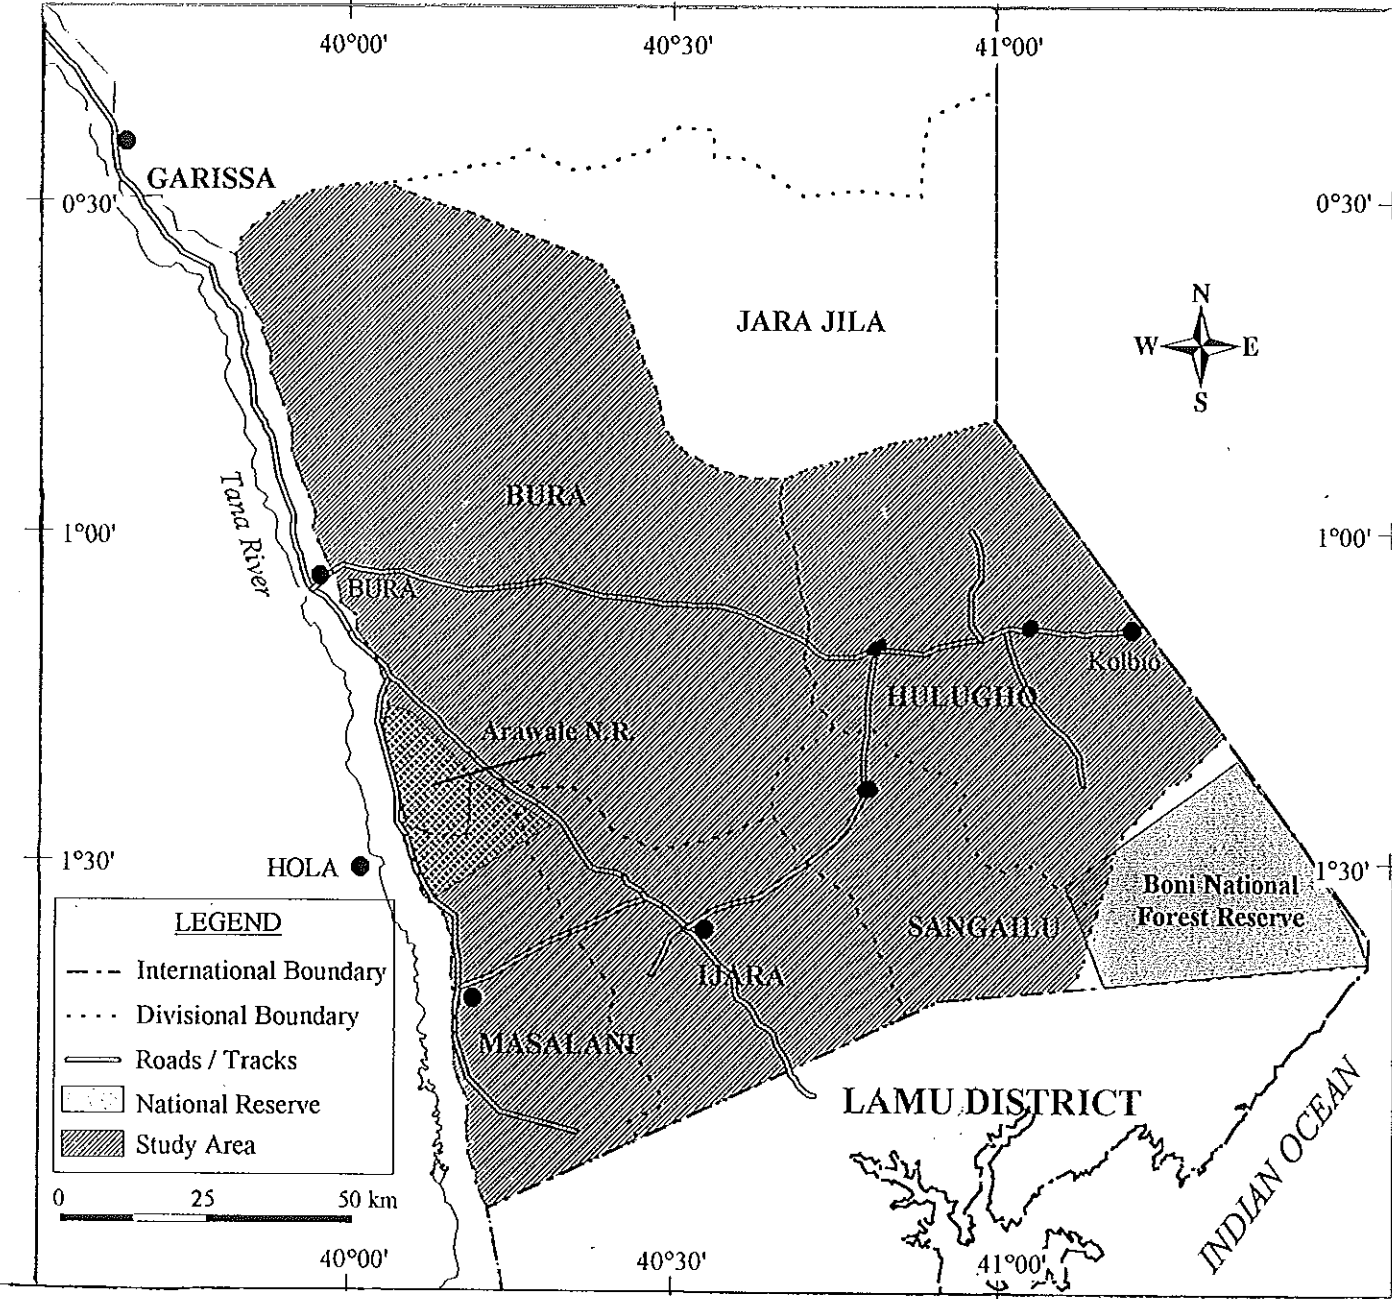 40°00' 40°30' 41°00'
GARISSA
0°30' 0°30'
N
JARA JILA
W E
S
BURA
Tana River
1°00' 1°00'
BURA
Kolbio
HULUGHO
Arawale N.R.
HOLA
1°30' 1°30'
Boni National
Forest Reserve
LEGEND
SANGAILU
International Boundary
IJARA
Divisional Boundary
MASALANI
Roads / Tracks
LAMU DISTRICT
National Reserve
Study Area
INDIAN OCEAN
0 25 50 km
40°00' 40°30' 41°00'